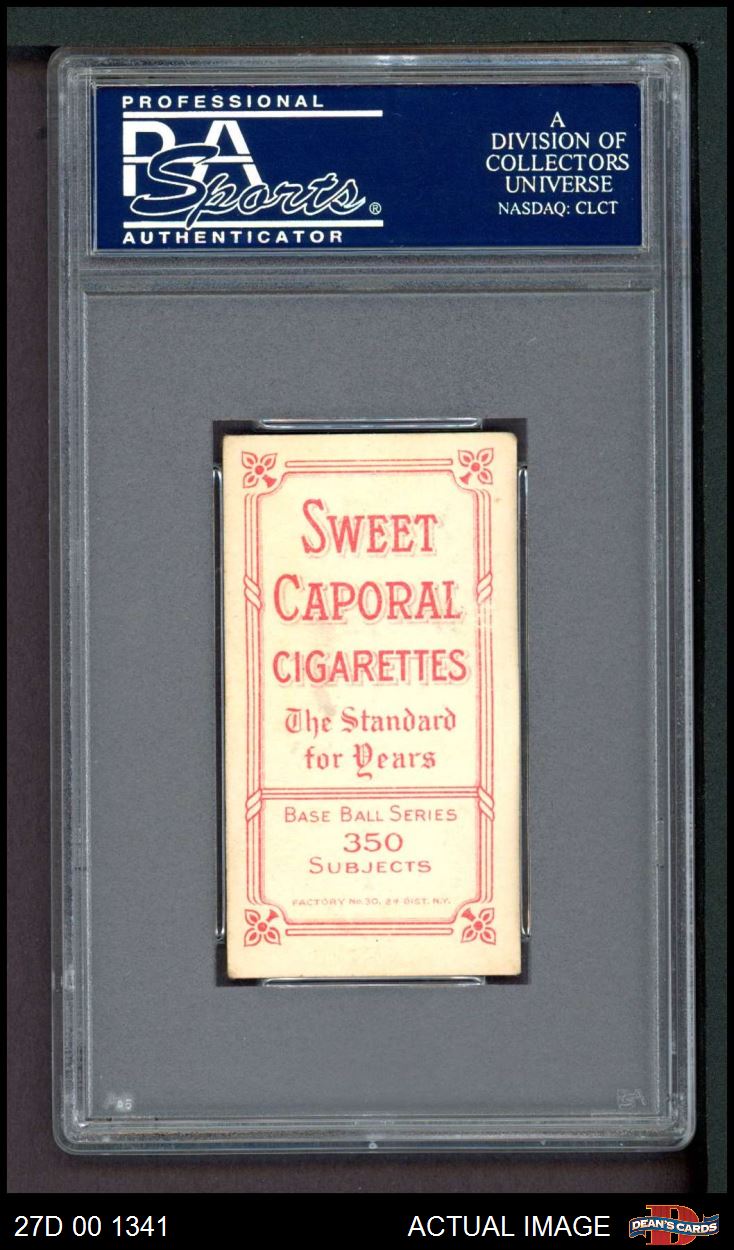 PROFESSIONAL
PSA
Sports®
AUTHENTICATOR
A
DIVISION OF
COLLECTORS
UNIVERSE
NASDAQ: CLCT
SWEET
CAPORAL
CIGARETTES
The Standard
for Years
BASE BALL SERIES
350
SUBJECTS
FACTORY No. 30, 2d DIST. N.Y.
27D 00 1341
ACTUAL IMAGE
D
DEAN'S CARDS